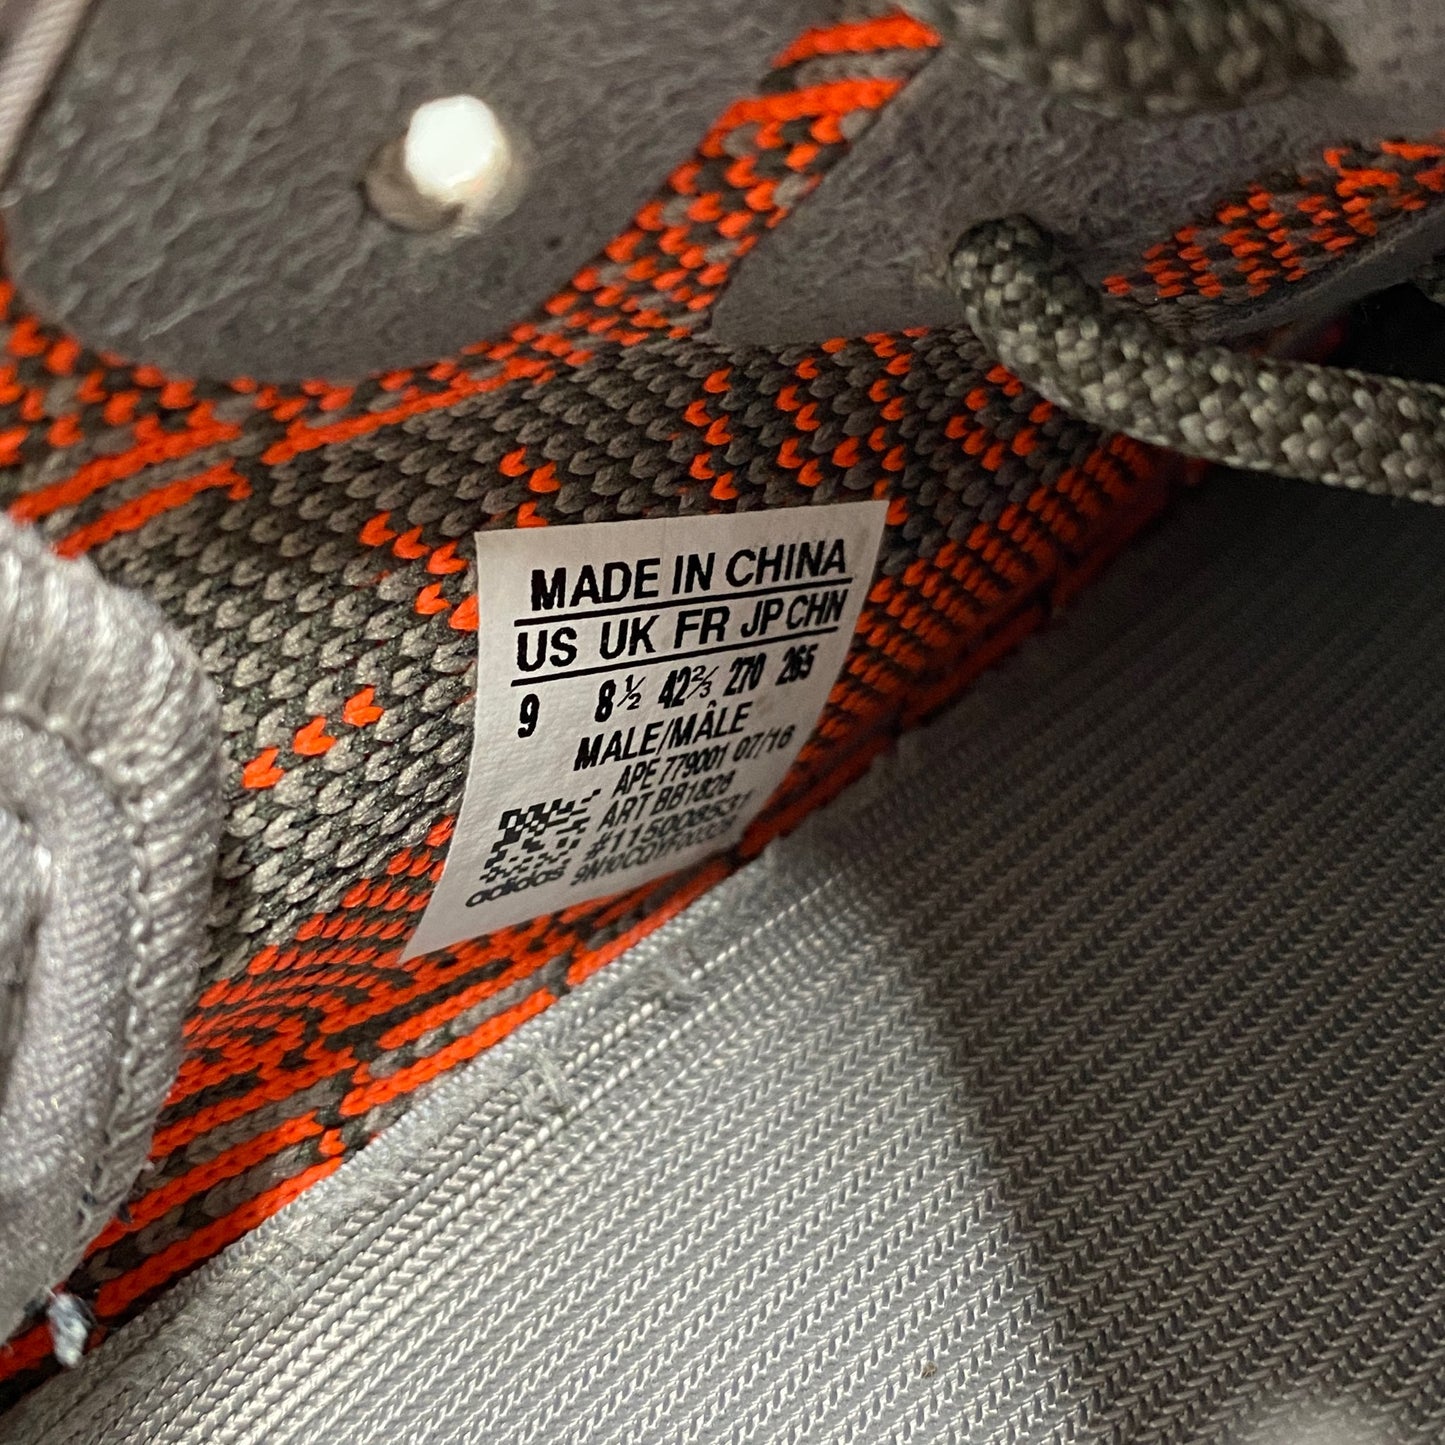 MADE IN CHINA
US UK FR JP CHN
9 8½ 42⅔ 270 265
MALE/MÂLE
APE 779001 07/16
ART BB1826
#115008531
adidas